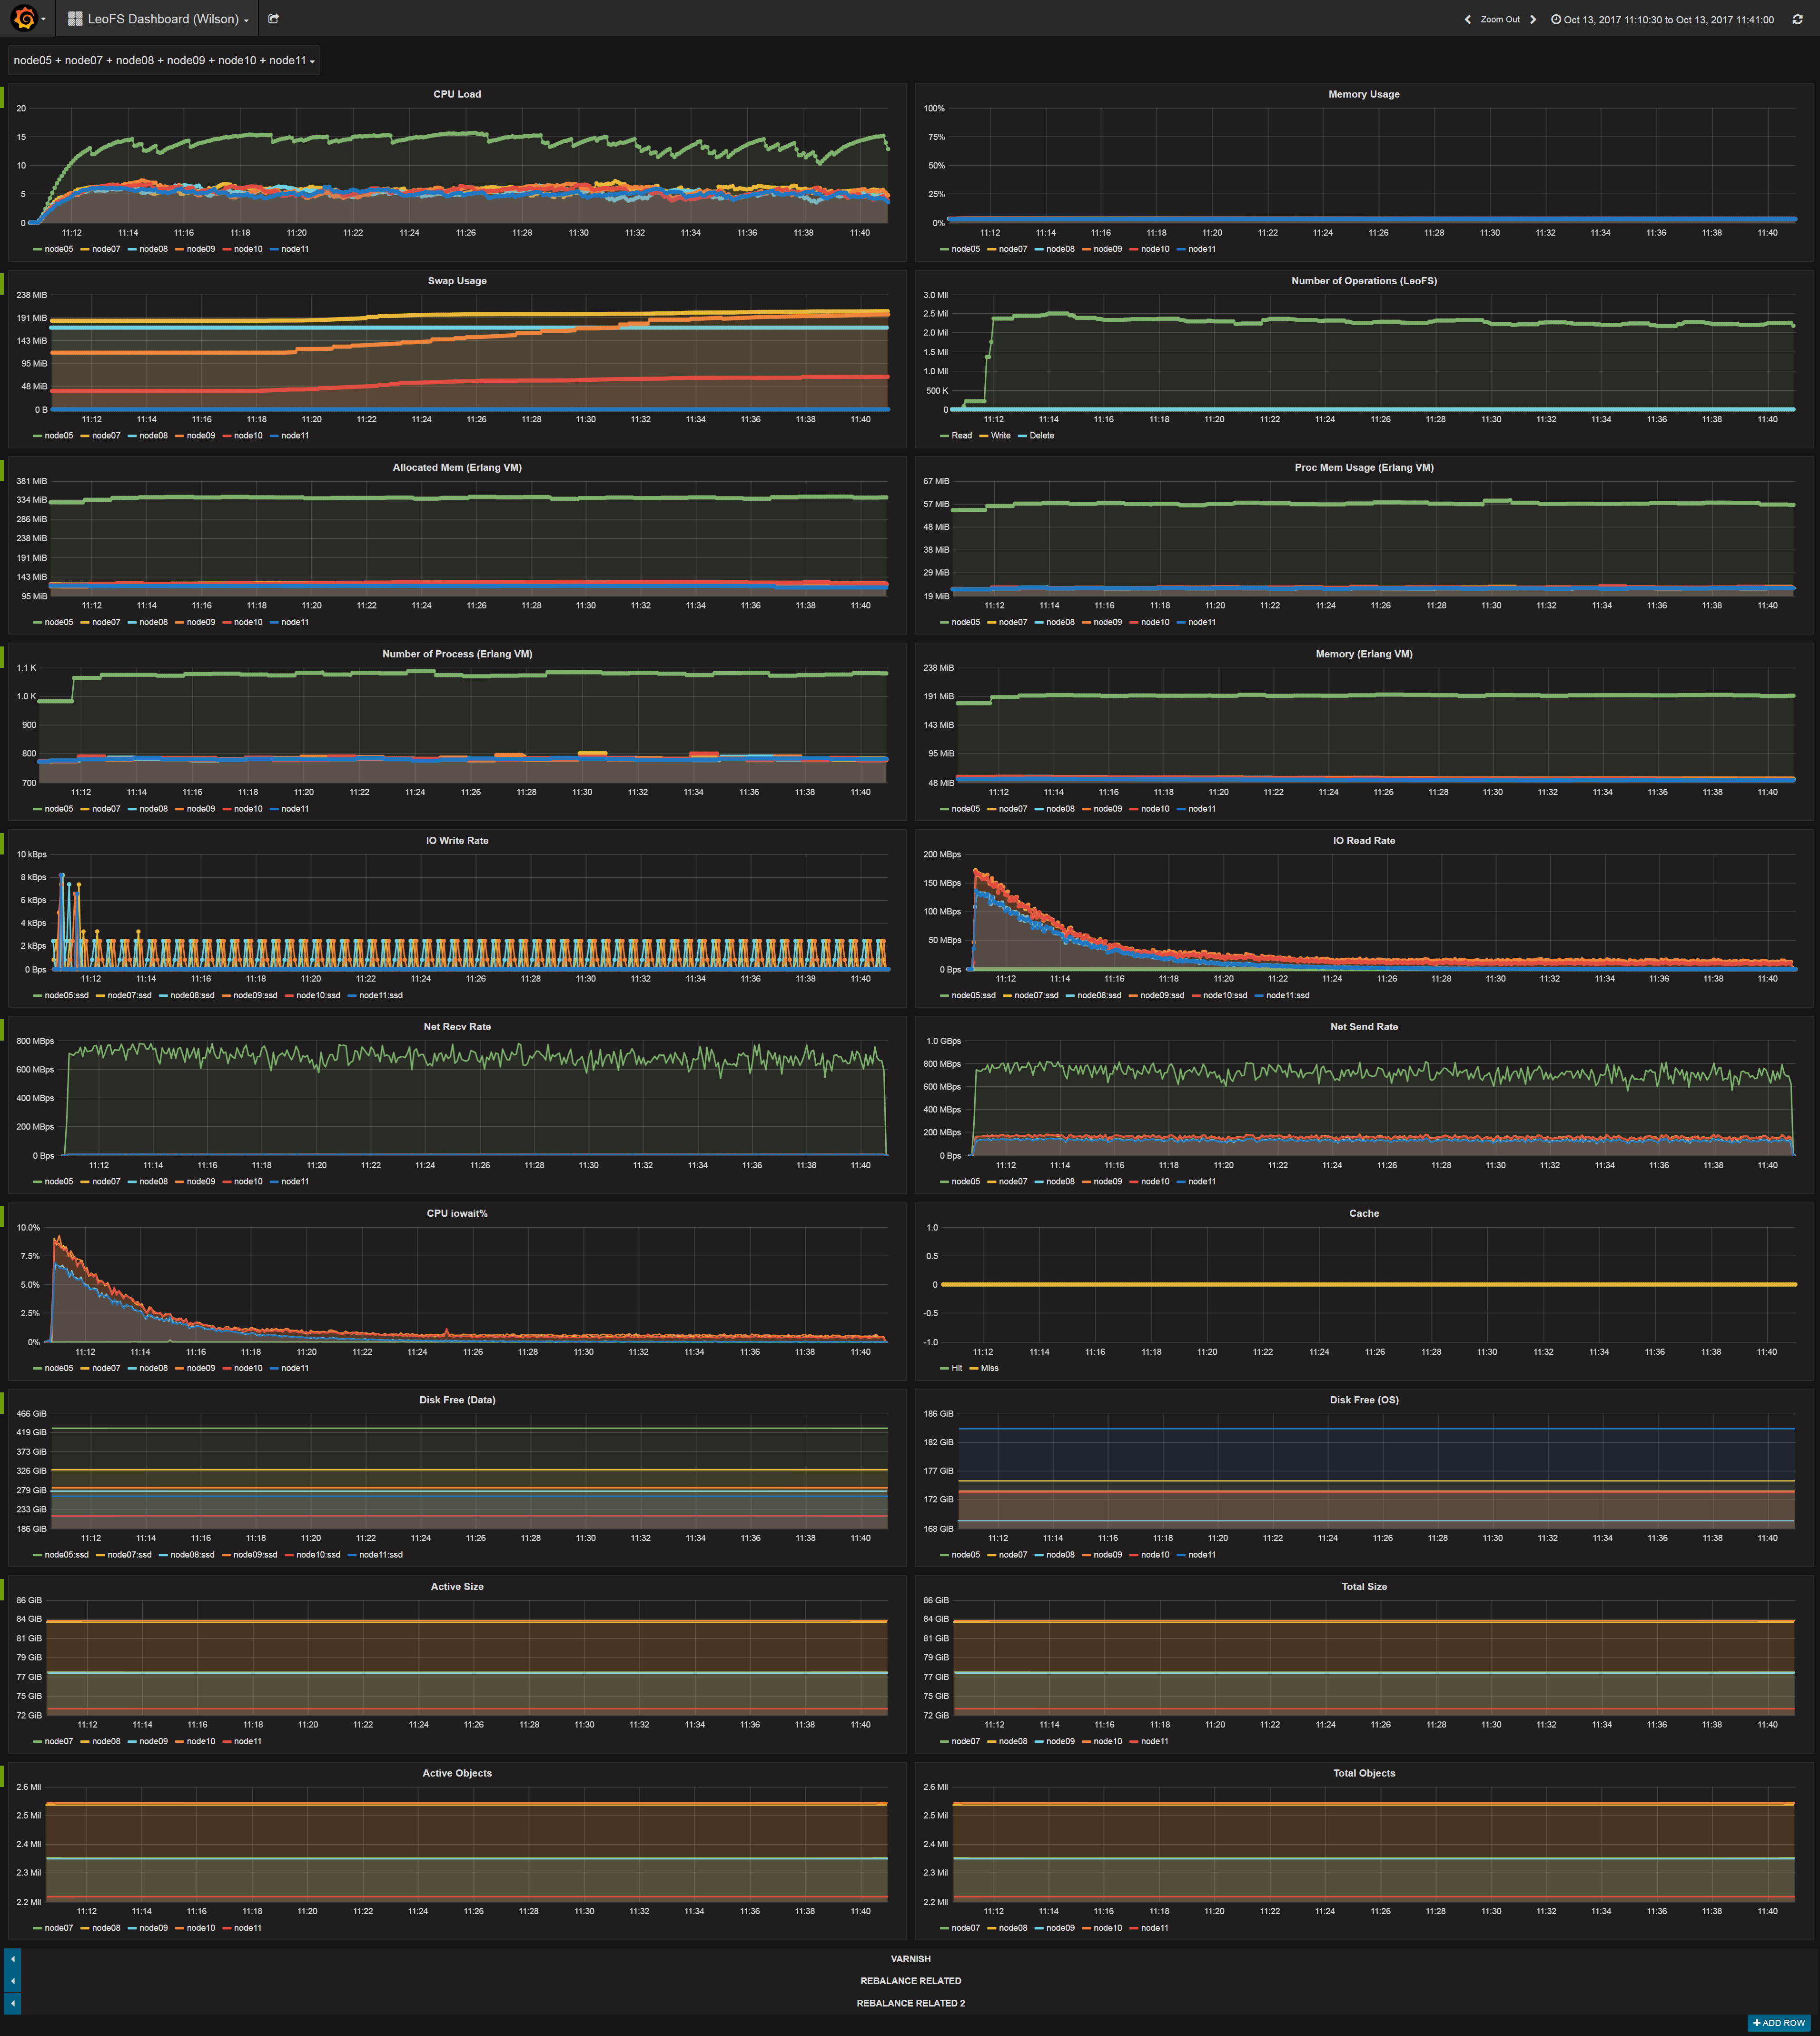 LeoFS Dashboard (Wilson)
Zoom Out
Oct 13, 2017 11:10:30 to Oct 13, 2017 11:41:00
node05 + node07 + node08 + node09 + node10 + node11
CPU Load
20
15
10
5
0
11:12 11:14 11:16 11:18 11:20 11:22 11:24 11:26 11:28 11:30 11:32 11:34 11:36 11:38 11:40
node05 node07 node08 node09 node10 node11
Memory Usage
100%
75%
50%
25%
0%
11:12 11:14 11:16 11:18 11:20 11:22 11:24 11:26 11:28 11:30 11:32 11:34 11:36 11:38 11:40
node05 node07 node08 node09 node10 node11
Swap Usage
238 MiB
191 MiB
143 MiB
95 MiB
48 MiB
0 B
11:12 11:14 11:16 11:18 11:20 11:22 11:24 11:26 11:28 11:30 11:32 11:34 11:36 11:38 11:40
node05 node07 node08 node09 node10 node11
Number of Operations (LeoFS)
3.0 Mil
2.5 Mil
2.0 Mil
1.5 Mil
1.0 Mil
500 K
0
11:12 11:14 11:16 11:18 11:20 11:22 11:24 11:26 11:28 11:30 11:32 11:34 11:36 11:38 11:40
Read Write Delete
Allocated Mem (Erlang VM)
381 MiB
334 MiB
286 MiB
238 MiB
191 MiB
143 MiB
95 MiB
11:12 11:14 11:16 11:18 11:20 11:22 11:24 11:26 11:28 11:30 11:32 11:34 11:36 11:38 11:40
node05 node07 node08 node09 node10 node11
Proc Mem Usage (Erlang VM)
67 MiB
57 MiB
48 MiB
38 MiB
29 MiB
19 MiB
11:12 11:14 11:16 11:18 11:20 11:22 11:24 11:26 11:28 11:30 11:32 11:34 11:36 11:38 11:40
node05 node07 node08 node09 node10 node11
Number of Process (Erlang VM)
1.1 K
1.0 K
900
800
700
11:12 11:14 11:16 11:18 11:20 11:22 11:24 11:26 11:28 11:30 11:32 11:34 11:36 11:38 11:40
node05 node07 node08 node09 node10 node11
Memory (Erlang VM)
238 MiB
191 MiB
143 MiB
95 MiB
48 MiB
11:12 11:14 11:16 11:18 11:20 11:22 11:24 11:26 11:28 11:30 11:32 11:34 11:36 11:38 11:40
node05 node07 node08 node09 node10 node11
IO Write Rate
10 kBps
8 kBps
6 kBps
4 kBps
2 kBps
0 Bps
11:12 11:14 11:16 11:18 11:20 11:22 11:24 11:26 11:28 11:30 11:32 11:34 11:36 11:38 11:40
node05:ssd node07:ssd node08:ssd node09:ssd node10:ssd node11:ssd
IO Read Rate
200 MBps
150 MBps
100 MBps
50 MBps
0 Bps
11:12 11:14 11:16 11:18 11:20 11:22 11:24 11:26 11:28 11:30 11:32 11:34 11:36 11:38 11:40
node05:ssd node07:ssd node08:ssd node09:ssd node10:ssd node11:ssd
Net Recv Rate
800 MBps
600 MBps
400 MBps
200 MBps
0 Bps
11:12 11:14 11:16 11:18 11:20 11:22 11:24 11:26 11:28 11:30 11:32 11:34 11:36 11:38 11:40
node05 node07 node08 node09 node10 node11
Net Send Rate
1.0 GBps
800 MBps
600 MBps
400 MBps
200 MBps
0 Bps
11:12 11:14 11:16 11:18 11:20 11:22 11:24 11:26 11:28 11:30 11:32 11:34 11:36 11:38 11:40
node05 node07 node08 node09 node10 node11
CPU iowait%
10.0%
7.5%
5.0%
2.5%
0%
11:12 11:14 11:16 11:18 11:20 11:22 11:24 11:26 11:28 11:30 11:32 11:34 11:36 11:38 11:40
node05 node07 node08 node09 node10 node11
Cache
1.0
0.5
0
-0.5
-1.0
11:12 11:14 11:16 11:18 11:20 11:22 11:24 11:26 11:28 11:30 11:32 11:34 11:36 11:38 11:40
Hit Miss
Disk Free (Data)
466 GiB
419 GiB
373 GiB
326 GiB
279 GiB
233 GiB
186 GiB
11:12 11:14 11:16 11:18 11:20 11:22 11:24 11:26 11:28 11:30 11:32 11:34 11:36 11:38 11:40
node05:ssd node07:ssd node08:ssd node09:ssd node10:ssd node11:ssd
Disk Free (OS)
186 GiB
182 GiB
177 GiB
172 GiB
168 GiB
11:12 11:14 11:16 11:18 11:20 11:22 11:24 11:26 11:28 11:30 11:32 11:34 11:36 11:38 11:40
node05 node07 node08 node09 node10 node11
Active Size
86 GiB
84 GiB
81 GiB
79 GiB
77 GiB
75 GiB
72 GiB
11:12 11:14 11:16 11:18 11:20 11:22 11:24 11:26 11:28 11:30 11:32 11:34 11:36 11:38 11:40
node07 node08 node09 node10 node11
Total Size
86 GiB
84 GiB
81 GiB
79 GiB
77 GiB
75 GiB
72 GiB
11:12 11:14 11:16 11:18 11:20 11:22 11:24 11:26 11:28 11:30 11:32 11:34 11:36 11:38 11:40
node07 node08 node09 node10 node11
Active Objects
2.6 Mil
2.5 Mil
2.4 Mil
2.3 Mil
2.2 Mil
11:12 11:14 11:16 11:18 11:20 11:22 11:24 11:26 11:28 11:30 11:32 11:34 11:36 11:38 11:40
node07 node08 node09 node10 node11
Total Objects
2.6 Mil
2.5 Mil
2.4 Mil
2.3 Mil
2.2 Mil
11:12 11:14 11:16 11:18 11:20 11:22 11:24 11:26 11:28 11:30 11:32 11:34 11:36 11:38 11:40
node07 node08 node09 node10 node11
VARNISH
REBALANCE RELATED
REBALANCE RELATED 2
+ ADD ROW